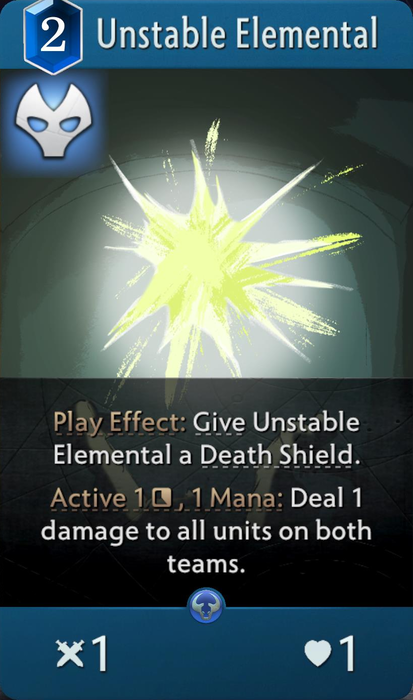 2 Unstable Elemental
Play Effect: Give Unstable
Elemental a Death Shield.
Active 1 , 1 Mana: Deal 1
damage to all units on both
teams.
1 1